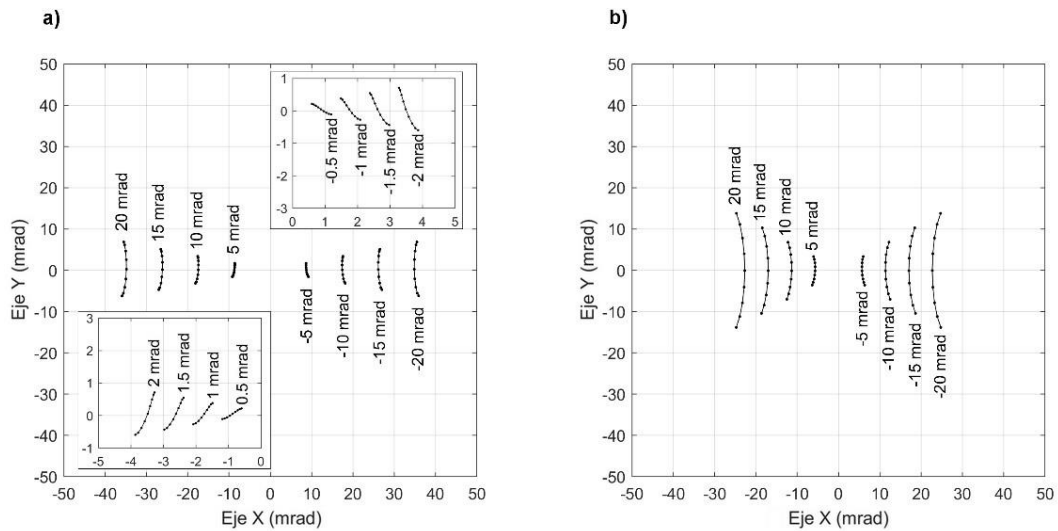 a)
50
40
30
20
10
0
-10
-20
-30
-40
-50
Eje Y (mrad)
-50 -40 -30 -20 -10 0 10 20 30 40 50
Eje X (mrad)
20 mrad
15 mrad
10 mrad
5 mrad
-5 mrad
-10 mrad
-15 mrad
-20 mrad
1
0
-1
-2
-3
0 1 2 3 4 5
-0.5 mrad
-1 mrad
-1.5 mrad
-2 mrad
3
2
1
0
-1
-5 -4 -3 -2 -1 0
2 mrad
1.5 mrad
1 mrad
0.5 mrad
b)
50
40
30
20
10
0
-10
-20
-30
-40
-50
Eje Y (mrad)
-50 -40 -30 -20 -10 0 10 20 30 40 50
Eje X (mrad)
20 mrad
15 mrad
10 mrad
5 mrad
-5 mrad
-10 mrad
-15 mrad
-20 mrad